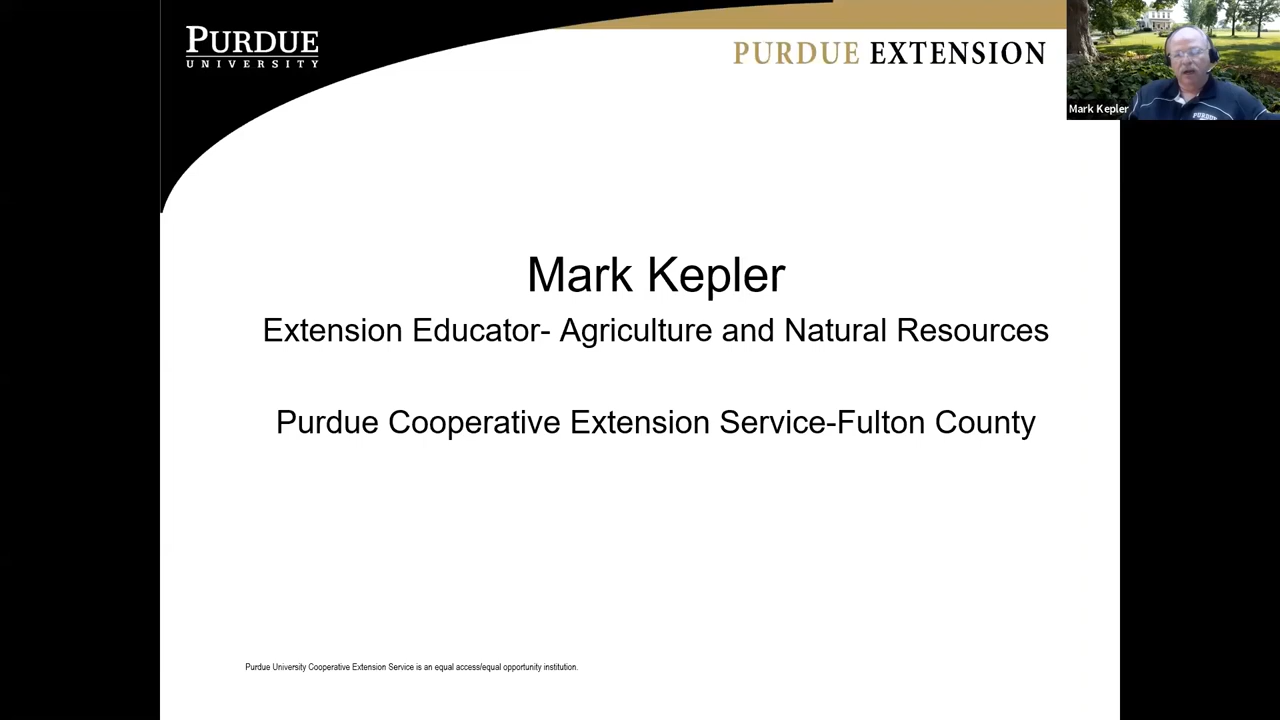 PURDUE
UNIVERSITY
PURDUE EXTENSION
Mark Kepler
PURDUE
Mark Kepler
Extension Educator- Agriculture and Natural Resources
Purdue Cooperative Extension Service-Fulton County
Purdue University Cooperative Extension Service is an equal access/equal opportunity institution.